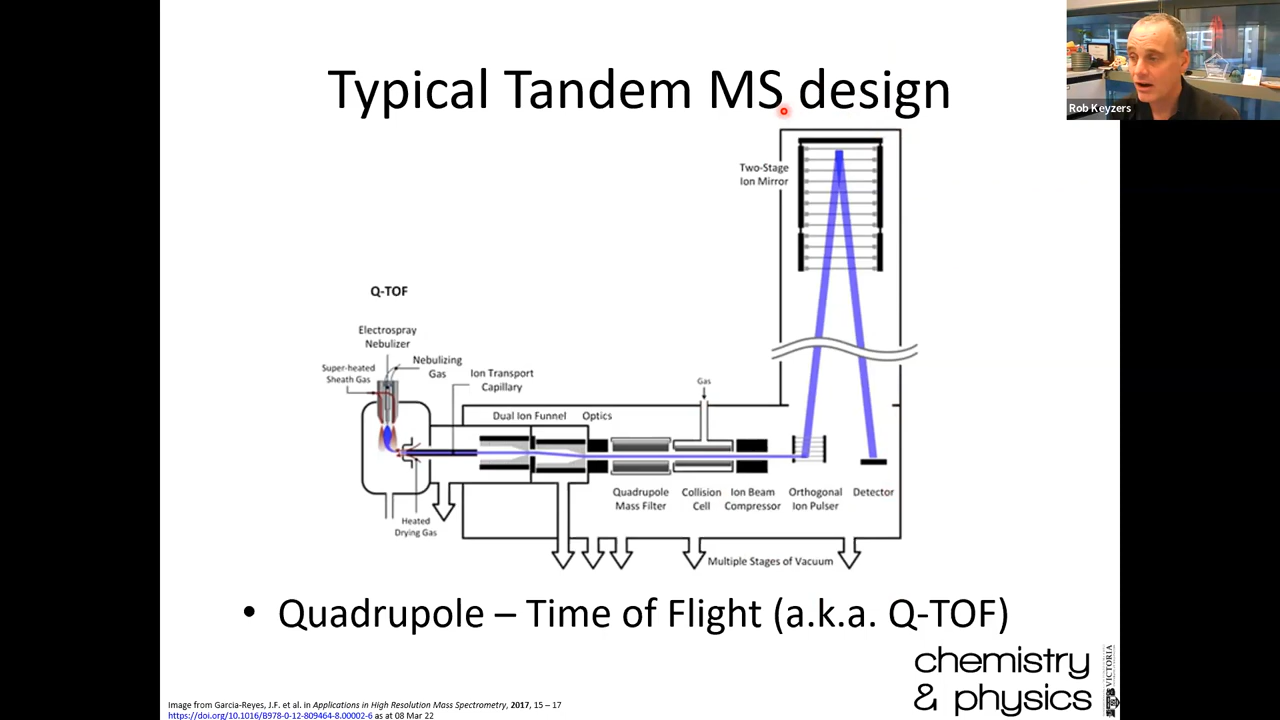 Typical Tandem MS design
Rob Keyzers
Two-Stage
Ion Mirror
Q-TOF
Electrospray
Nebulizer
Nebulizing
Gas
Super-heated
Sheath Gas
Ion Transport
Capillary
Gas
Dual Ion Funnel
Optics
Quadrupole
Mass Filter
Collision
Cell
Ion Beam
Compressor
Orthogonal
Ion Pulser
Detector
Heated
Drying Gas
Multiple Stages of Vacuum
• Quadrupole – Time of Flight (a.k.a. Q-TOF)
chemistry
& physics
VICTORIA
Image from Garcia-Reyes, J.F. et al. in Applications in High Resolution Mass Spectrometry, 2017, 15 – 17
https://doi.org/10.1016/B978-0-12-809464-8.00002-6 as at 08 Mar 22